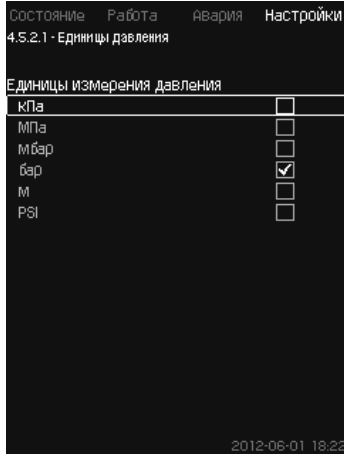 Состояние Работа Авария Настройки
4.5.2.1 - Единицы давления
Единицы измерения давления
кПа
МПа
мбар
бар
м
PSI
2012-06-01 18:22